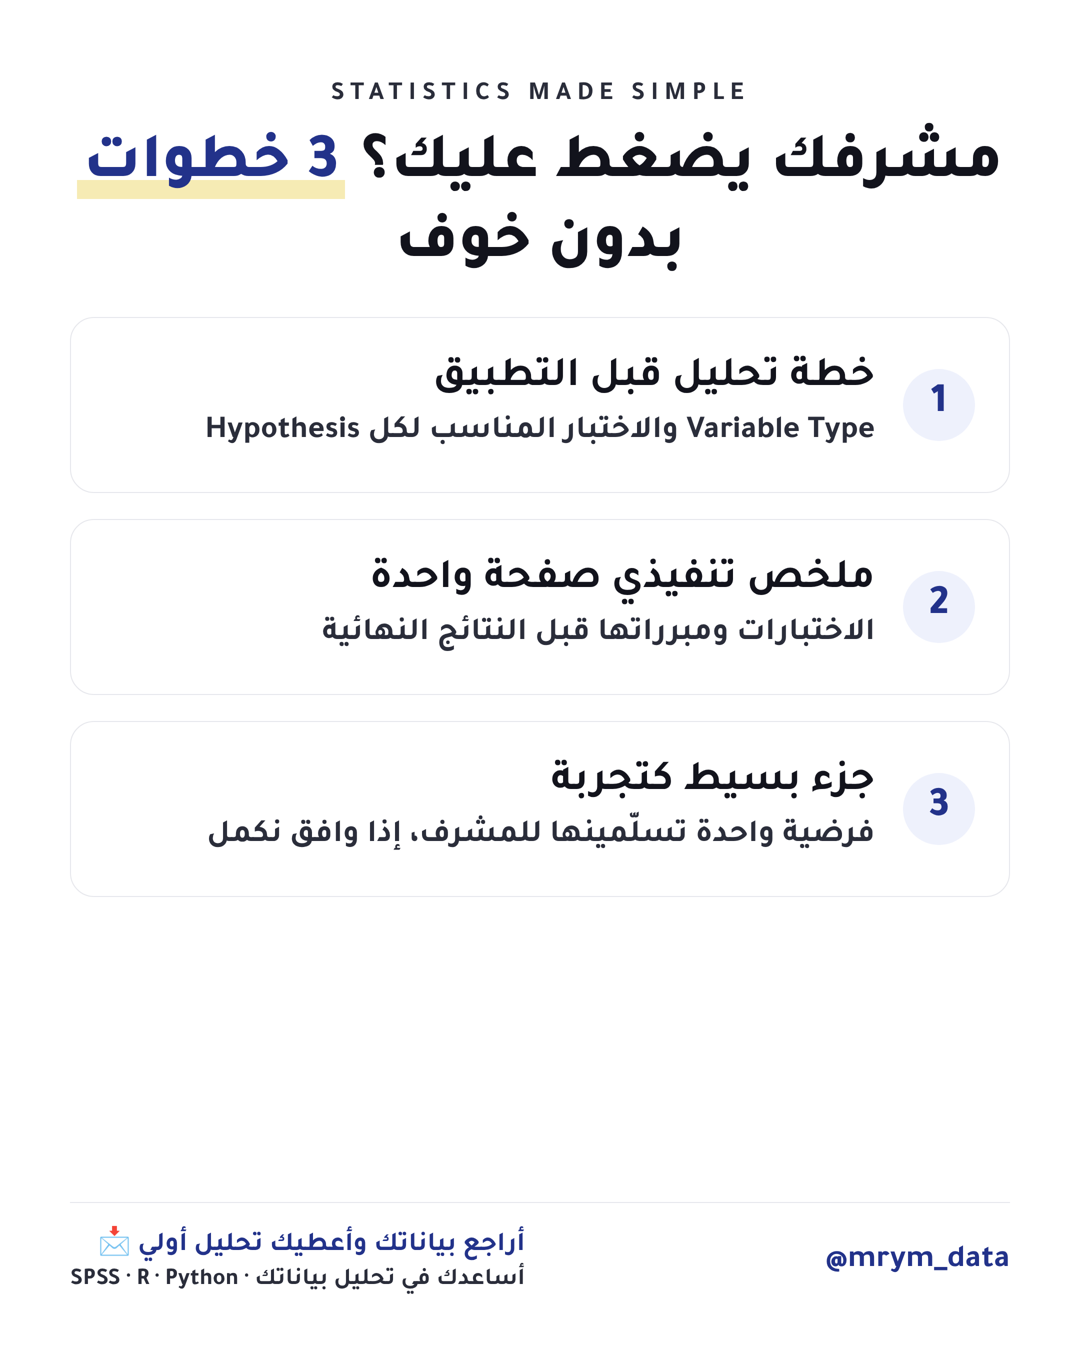 STATISTICS MADE SIMPLE
مشرفك يضغط عليك؟ 3 خطوات
بدون خوف
1
خطة تحليل قبل التطبيق
Variable Type والاختبار المناسب لكل Hypothesis
2
ملخص تنفيذي صفحة واحدة
الاختبارات ومبرراتها قبل النتائج النهائية
3
جزء بسيط كتجربة
فرضية واحدة تسلّمينها للمشرف، إذا وافق نكمل
@mrym_data
أراجع بياناتك وأعطيك تحليل أولي 📩
أساعدك في تحليل بياناتك · SPSS · R · Python